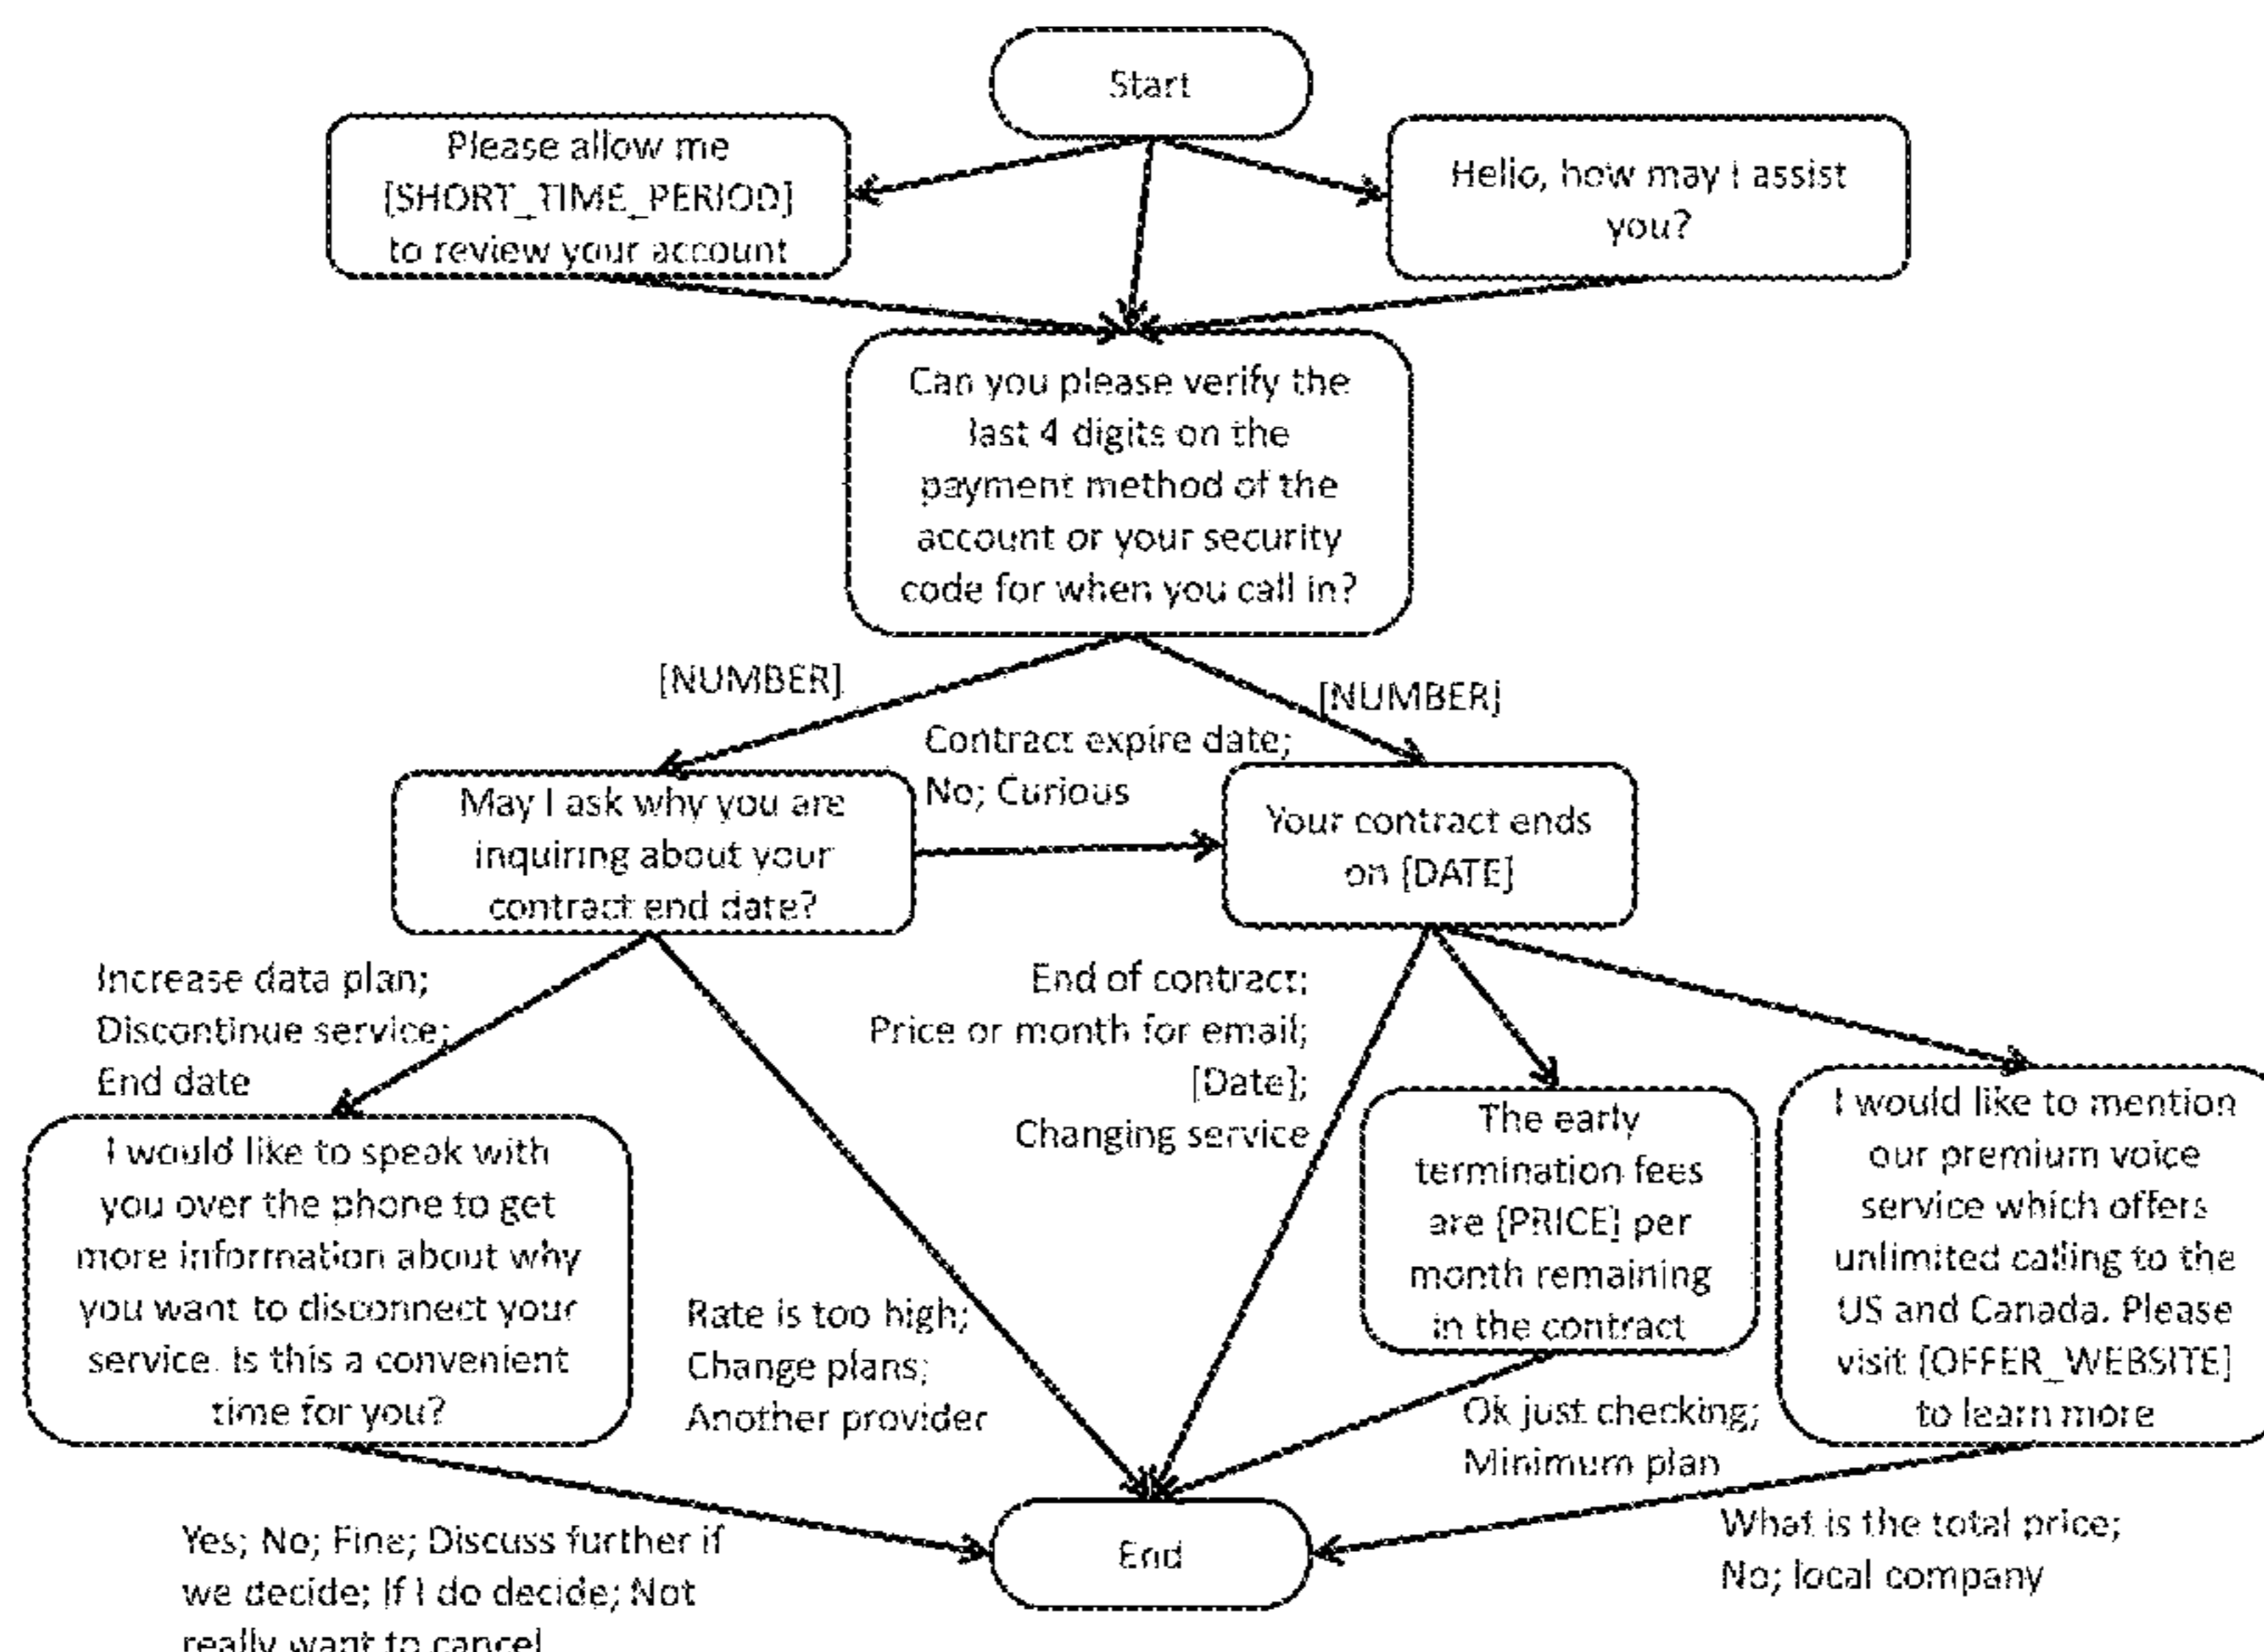 Start
Please allow me
[SHORT_TIME_PERIOD]
to review your account
Hello, how may I assist
you?
Can you please verify the
last 4 digits on the
payment method of the
account or your security
code for when you call in?
[NUMBER]
[NUMBER]
Contract expire date;
No; Curious
May I ask why you are
inquiring about your
contract end date?
Your contract ends
on [DATE]
Increase data plan;
Discontinue service;
End date
End of contract;
Price or month for email;
[Date];
Changing service
I would like to speak with
you over the phone to get
more information about why
you want to disconnect your
service. Is this a convenient
time for you?
The early
termination fees
are [PRICE] per
month remaining
in the contract
I would like to mention
our premium voice
service which offers
unlimited calling to the
US and Canada. Please
visit [OFFER_WEBSITE]
to learn more
Rate is too high;
Change plans;
Another provider
Ok just checking;
Minimum plan
End
Yes; No; Fine; Discuss further if
we decide; If I do decide; Not
really want to cancel
What is the total price;
No; local company